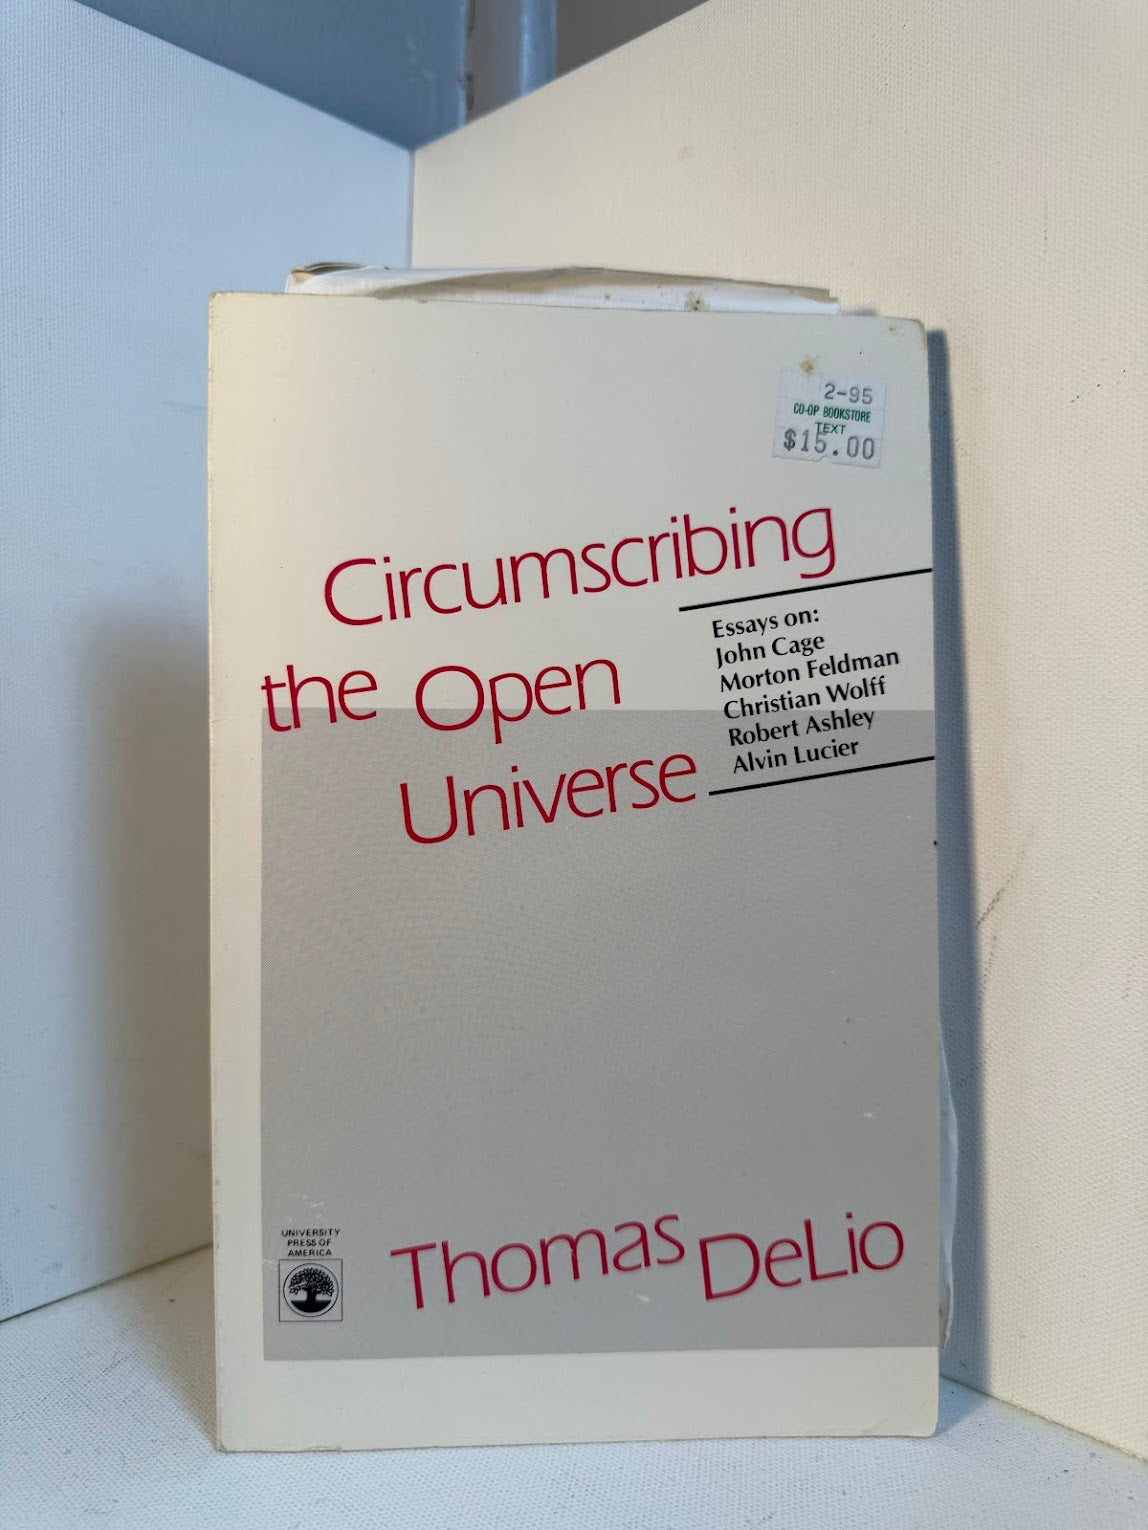 2-95
CO-OP BOOKSTORE
TEXT
$15.00
Circumscribing
the Open
Universe
Essays on:
John Cage
Morton Feldman
Christian Wolff
Robert Ashley
Alvin Lucier
UNIVERSITY
PRESS OF
AMERICA
Thomas DeLio